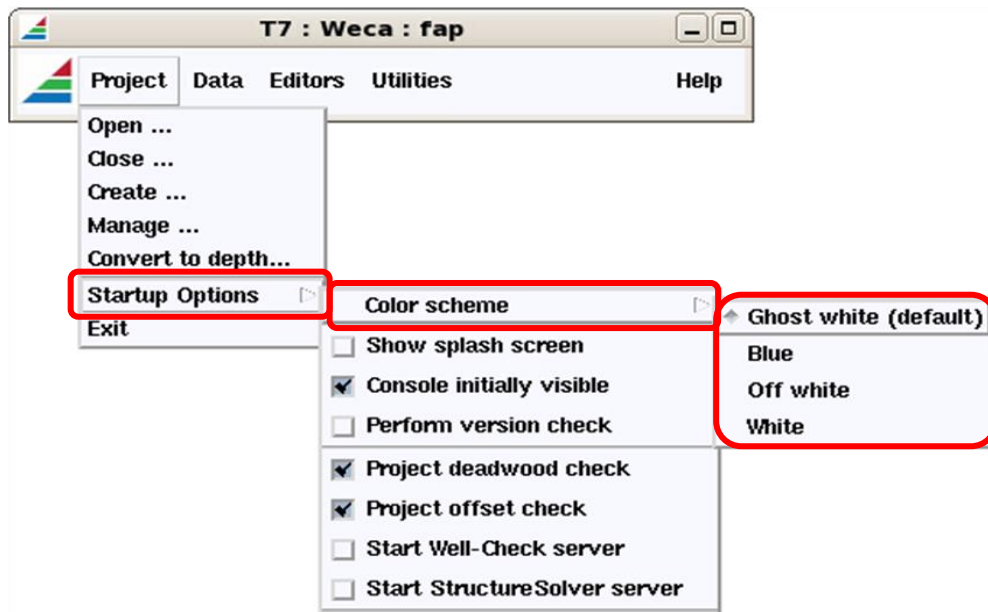 T7 : Weca : fap
Project Data Editors Utilities Help
Open ...
Close ...
Create ...
Manage ...
Convert to depth...
Startup Options
Exit
Color scheme
Show splash screen
Console initially visible
Perform version check
Project deadwood check
Project offset check
Start Well-Check server
Start StructureSolver server
Ghost white (default)
Blue
Off white
White